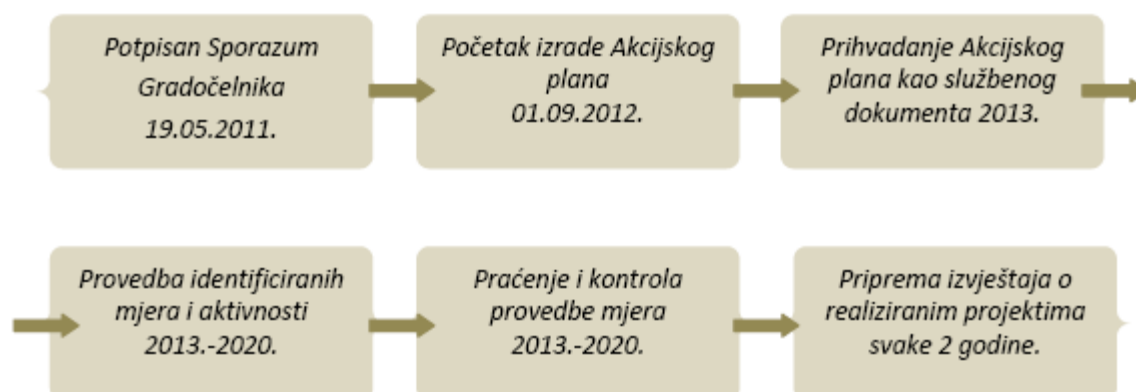 Potpisan Sporazum
Gradočelnika
19.05.2011.
Početak izrade Akcijskog
plana
01.09.2012.
Prihvadanje Akcijskog
plana kao službenog
dokumenta 2013.
Provedba identificiranih
mjera i aktivnosti
2013.-2020.
Praćenje i kontrola
provedbe mjera
2013.-2020.
Priprema izvještaja o
realiziranim projektima
svake 2 godine.